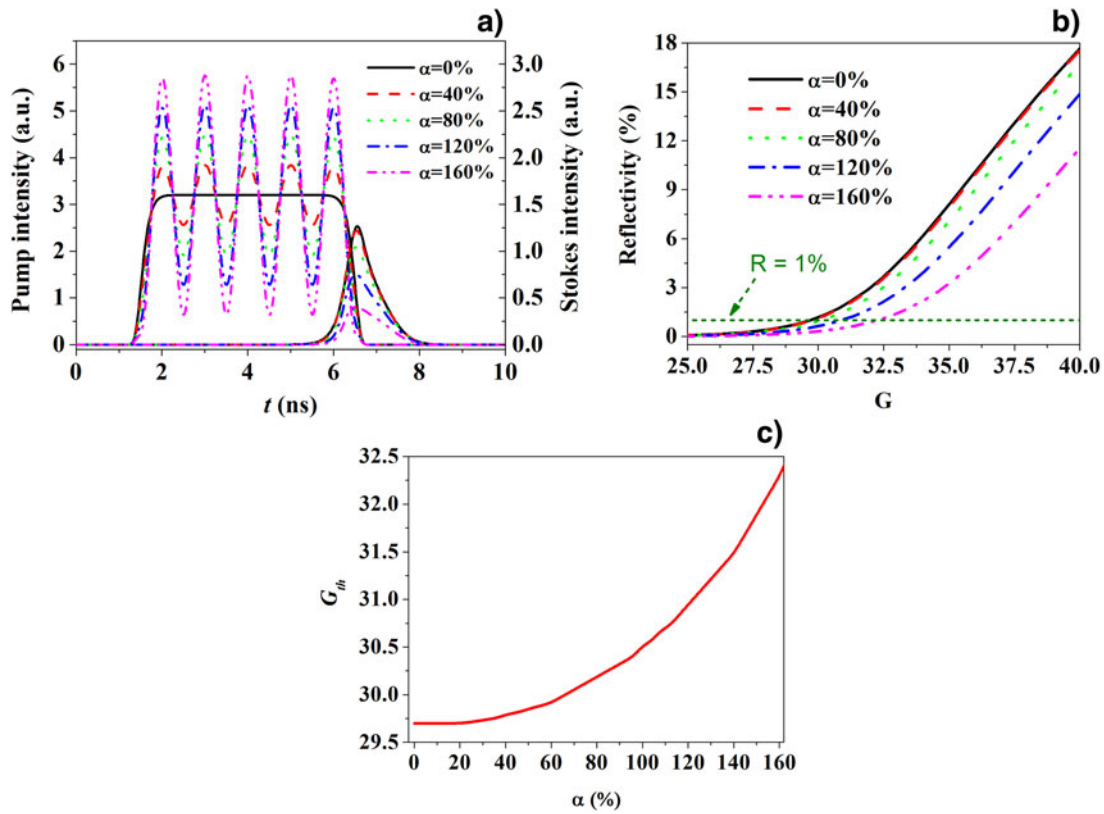 a)
Pump intensity (a.u.)
6
5
4
3
2
1
0
α=0%
α=40%
α=80%
α=120%
α=160%
3.0
2.5
2.0
1.5
1.0
0.5
0.0
Stokes intensity (a.u.)
0 2 4 6 8 10
t (ns)
b)
Reflectivity (%)
18
15
12
9
6
3
0
α=0%
α=40%
α=80%
α=120%
α=160%
R = 1%
25.0 27.5 30.0 32.5 35.0 37.5 40.0
G
c)
Gth
32.5
32.0
31.5
31.0
30.5
30.0
29.5
0 20 40 60 80 100 120 140 160
α (%)